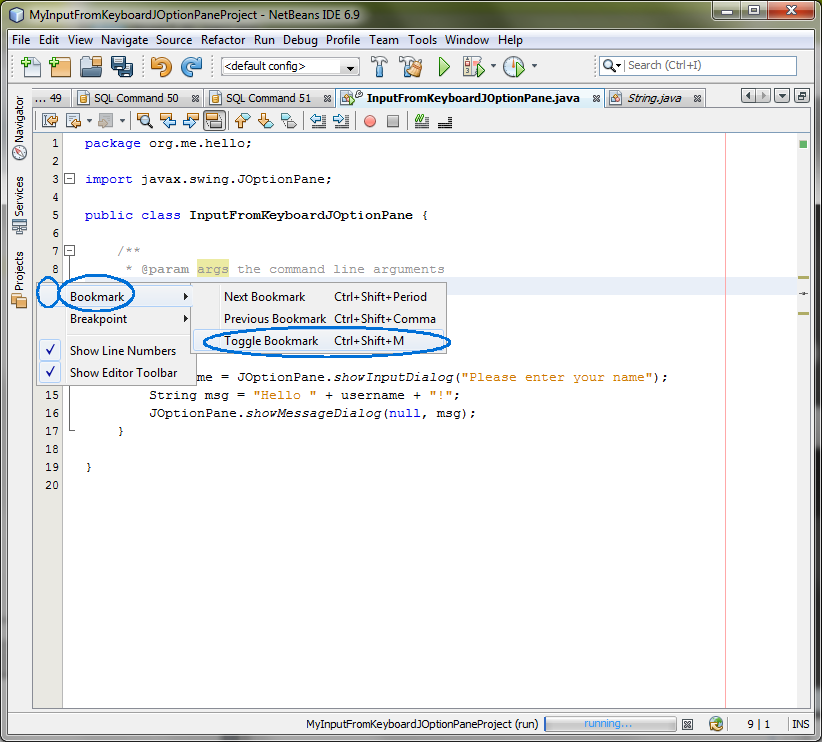 MyInputFromKeyboardJOptionPaneProject - NetBeans IDE 6.9
File Edit View Navigate Source Refactor Run Debug Profile Team Tools Window Help
<default config> Search (Ctrl+I)
... 49 SQL Command 50 SQL Command 51 InputFromKeyboardJOptionPane.java String.java
Navigator
Services
Projects
1 package org.me.hello;
2
3 import javax.swing.JOptionPane;
4
5 public class InputFromKeyboardJOptionPane {
6
7 /**
8 * @param args the command line arguments
Bookmark Next Bookmark Ctrl+Shift+Period
Breakpoint Previous Bookmark Ctrl+Shift+Comma
Show Line Numbers Toggle Bookmark Ctrl+Shift+M
Show Editor Toolbar me = JOptionPane.showInputDialog("Please enter your name");
15 String msg = "Hello " + username + "!";
16 JOptionPane.showMessageDialog(null, msg);
17 }
18
19 }
20
MyInputFromKeyboardJOptionPaneProject (run) running... 9 | 1 INS